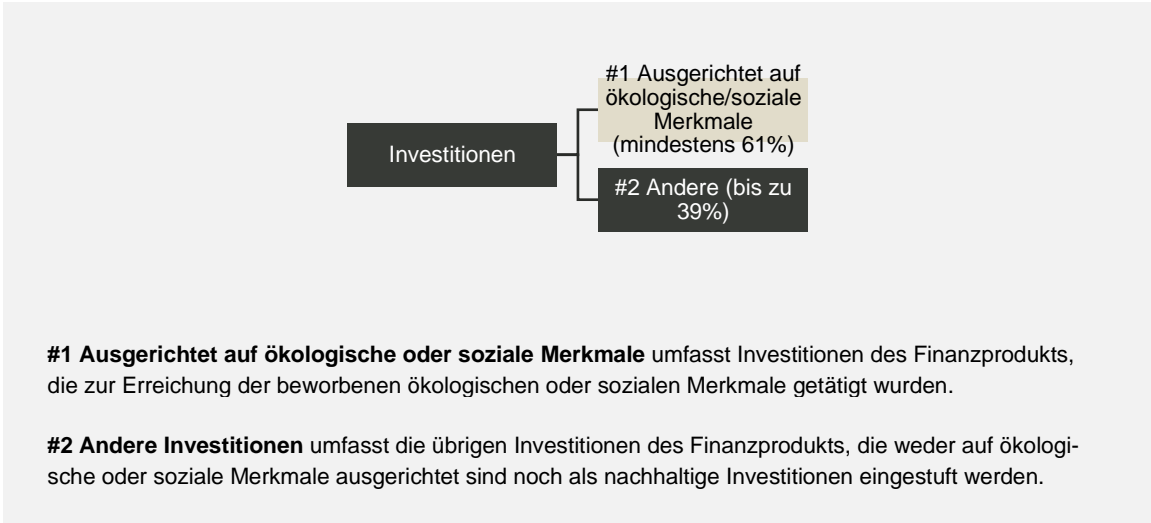 #1 Ausgerichtet auf
ökologische/soziale
Merkmale
(mindestens 61%)
Investitionen
#2 Andere (bis zu
39%)
#1 Ausgerichtet auf ökologische oder soziale Merkmale umfasst Investitionen des Finanzprodukts,
die zur Erreichung der beworbenen ökologischen oder sozialen Merkmale getätigt wurden.
#2 Andere Investitionen umfasst die übrigen Investitionen des Finanzprodukts, die weder auf ökologi-
sche oder soziale Merkmale ausgerichtet sind noch als nachhaltige Investitionen eingestuft werden.